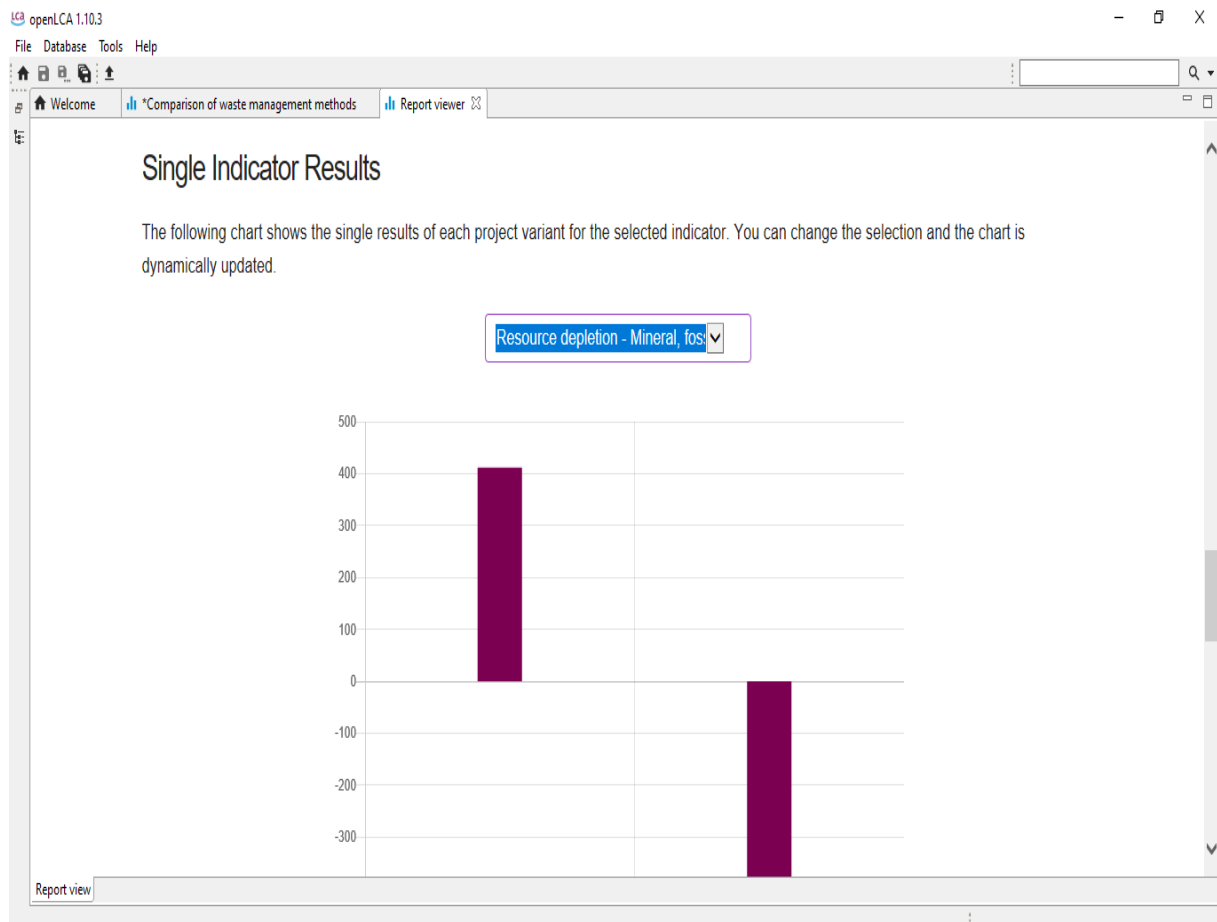 LCA openLCA 1.10.3
File Database Tools Help
Welcome *Comparison of waste management methods Report viewer
Single Indicator Results
The following chart shows the single results of each project variant for the selected indicator. You can change the selection and the chart is
dynamically updated.
Resource depletion - Mineral, fos
500
400
300
200
100
0
-100
-200
-300
Report view